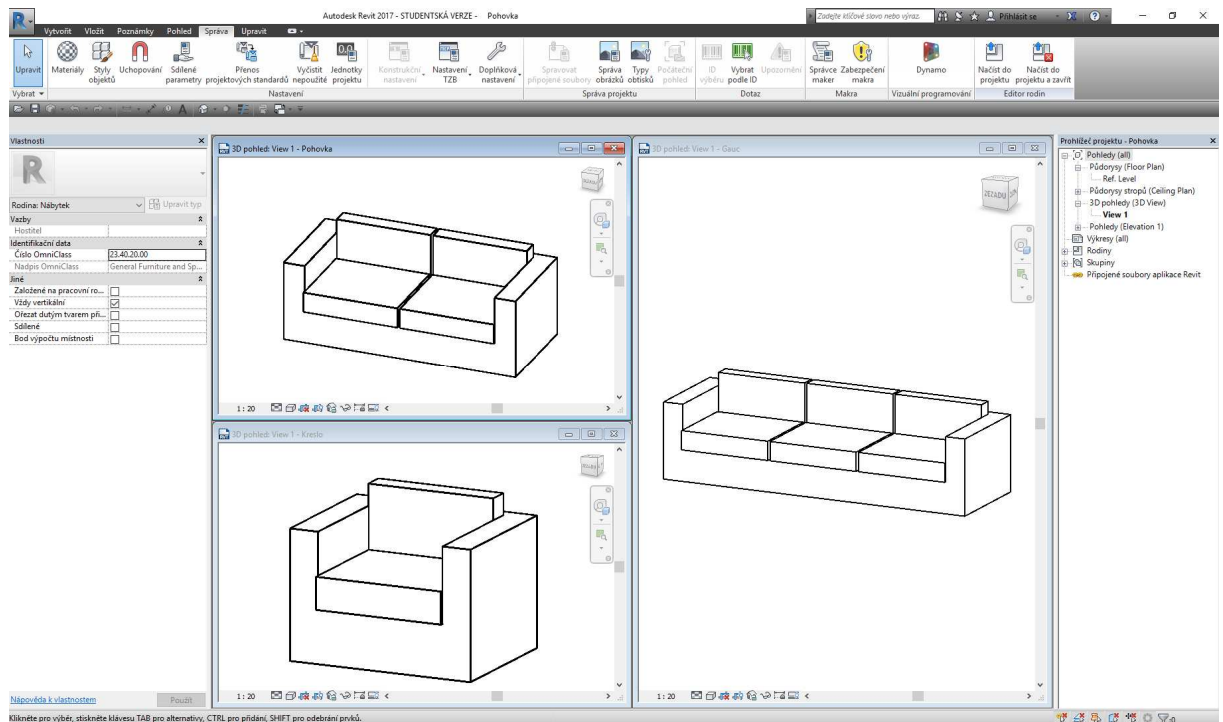 Autodesk Revit 2017 - STUDENTSKÁ VERZE - Pohovka
Zadejte klíčové slovo nebo výraz.
Přihlásit se
Vytvořit Vložit Poznámky Pohled Správa Upravit
Upravit
Materiály
Styly objektů
Uchopování
Sdílené parametry
Přenos projektových standardů
Vyčistit nepoužité
Jednotky projektu
Konstrukční nastavení
Nastavení TZB
Doplňková nastavení
Spravovat připojené soubory
Správa obrázků
Typy obtisků
Počáteční pohled
ID výběru
Vybrat podle ID
Upozornění
Správce maker
Zabezpečení makra
Dynamo
Načíst do projektu
Načíst do projektu a zavřít
Vybrat Nastavení Správa projektu Dotaz Makra Vizuální programování Editor rodin
Vlastnosti
Rodina: Nábytek
Upravit typ
Vazby
Hostitel
Identifikační data
Číslo OmniClass 23.40.20.00
Nadpis OmniClass General Furniture and Sp...
Jiné
Založené na pracovní ro...
Vždy vertikální
Ořezat dutým tvarem při...
Sdílené
Bod výpočtu místnosti
Nápověda k vlastnostem
Použít
3D pohled: View 1 - Pohovka
1 : 20
3D pohled: View 1 - Kreslo
1 : 20
3D pohled: View 1 - Gauc
ZEZADU
1 : 20
Prohlížeč projektu - Pohovka
Pohledy (all)
Půdorysy (Floor Plan)
Ref. Level
Půdorysy stropů (Ceiling Plan)
3D pohledy (3D View)
View 1
Pohledy (Elevation 1)
Výkresy (all)
Rodiny
Skupiny
Připojené soubory aplikace Revit
Klikněte pro výběr, stiskněte klávesu TAB pro alternativy, CTRL pro přidání, SHIFT pro odebrání prvků.